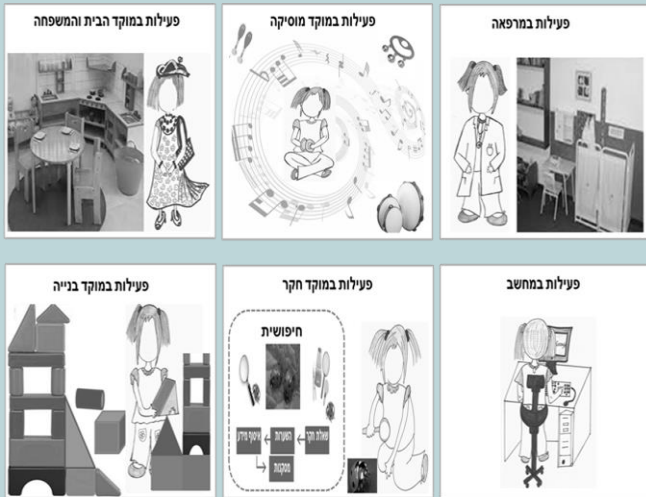 פעילות במרפאה
פעילות במוקד מוסיקה
פעילות במוקד הבית והמשפחה
פעילות במחשב
פעילות במוקד חקר
חיפושית
שאלת חקר
השערות
איסוף מידע
מסקנות
פעילות במוקד בנייה